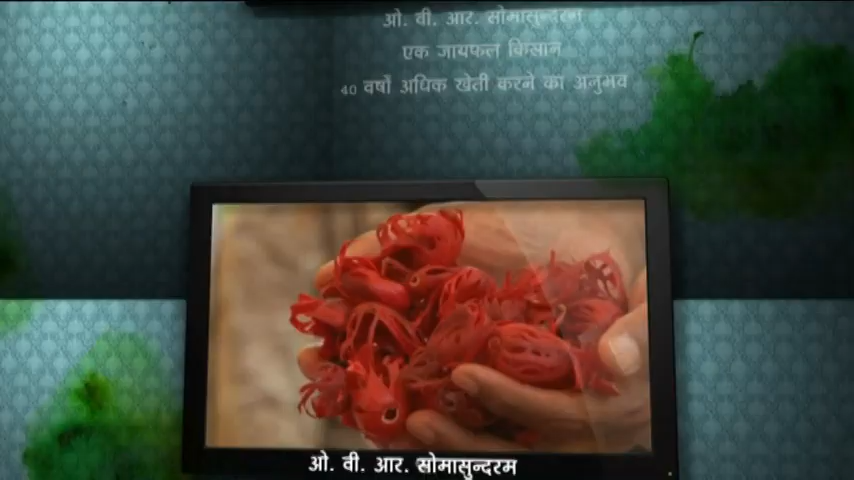 ओ. वी. आर. सोमासुन्दरम
एक जायफल किसान
40 वर्षों अधिक खेती करने का अनुभव
ओ. वी. आर. सोमासुन्दरम